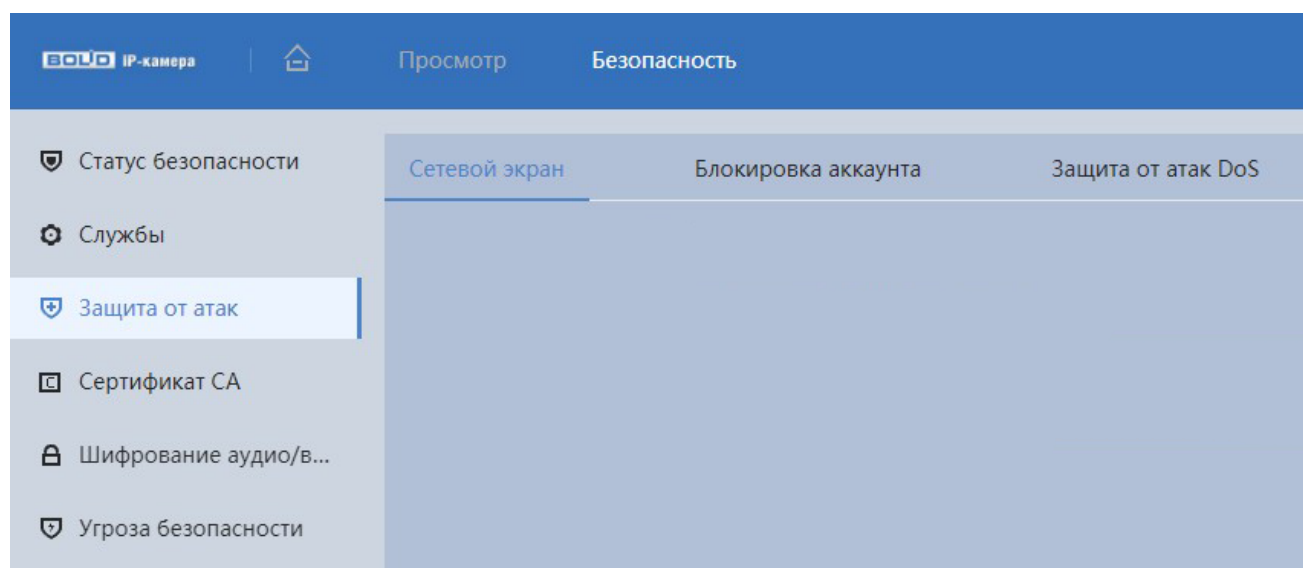 BOLID IP-камера Просмотр Безопасность
Статус безопасности
Службы
Защита от атак
Сертификат CA
Шифрование аудио/в...
Угроза безопасности
Сетевой экран Блокировка аккаунта Защита от атак DoS